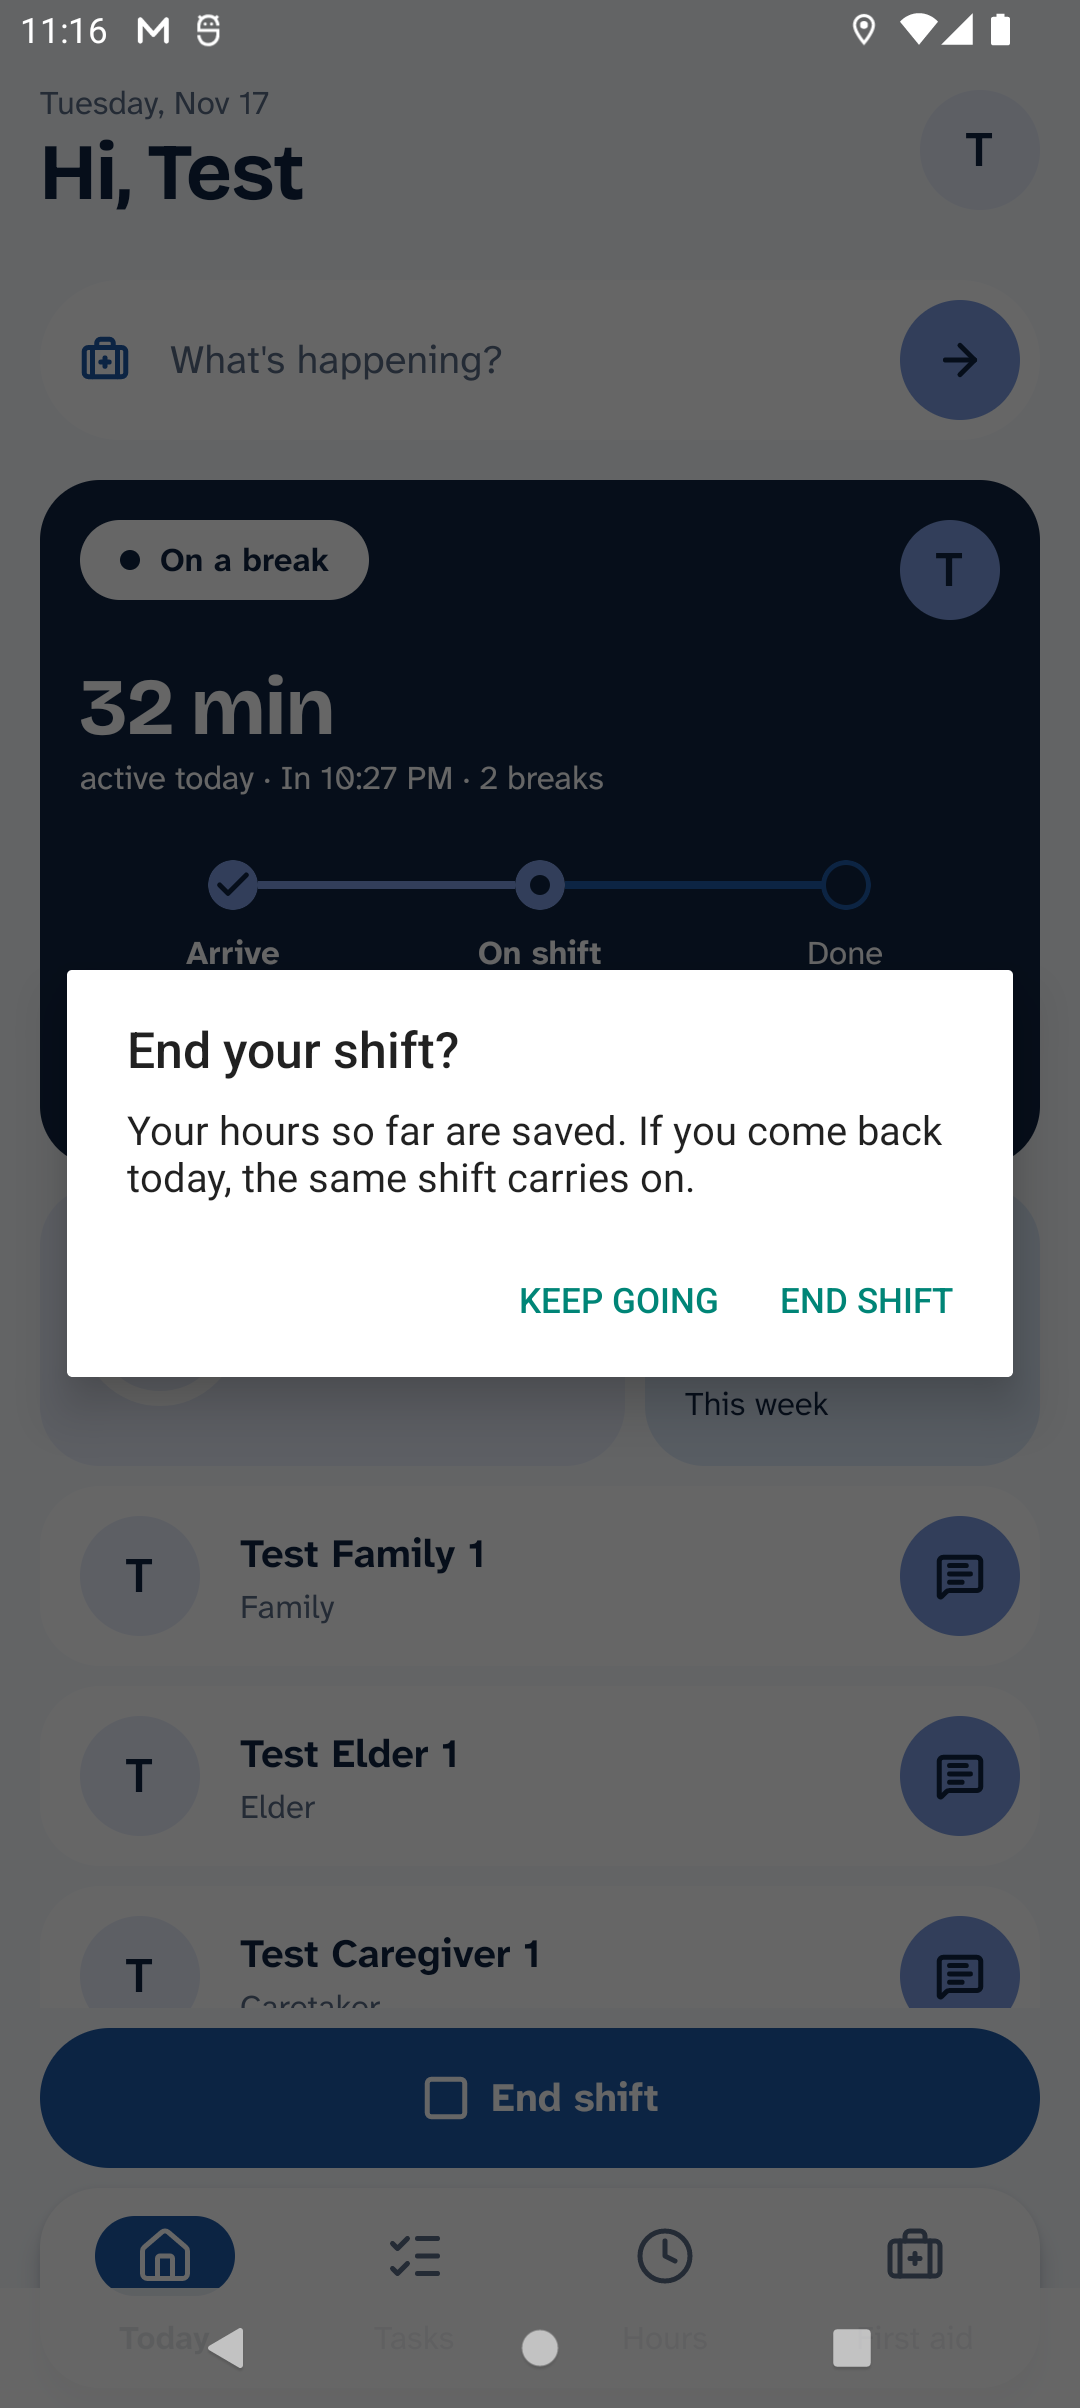 11:16
Tuesday, Nov 17
Hi, Test
T
What's happening?
On a break
T
32 min
active today · In 10:27 PM · 2 breaks
Arrive
On shift
Done
End your shift?
Your hours so far are saved. If you come back
today, the same shift carries on.
KEEP GOING
END SHIFT
This week
T
Test Family 1
Family
T
Test Elder 1
Elder
T
Test Caregiver 1
Caretaker
End shift
Today
Tasks
Hours
First aid